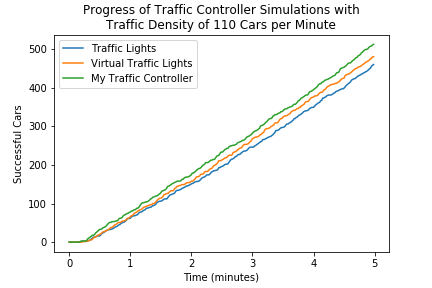 Progress of Traffic Controller Simulations with
Traffic Density of 110 Cars per Minute
Traffic Lights
Virtual Traffic Lights
My Traffic Controller
Successful Cars
500
400
300
200
100
0
0 1 2 3 4 5
Time (minutes)